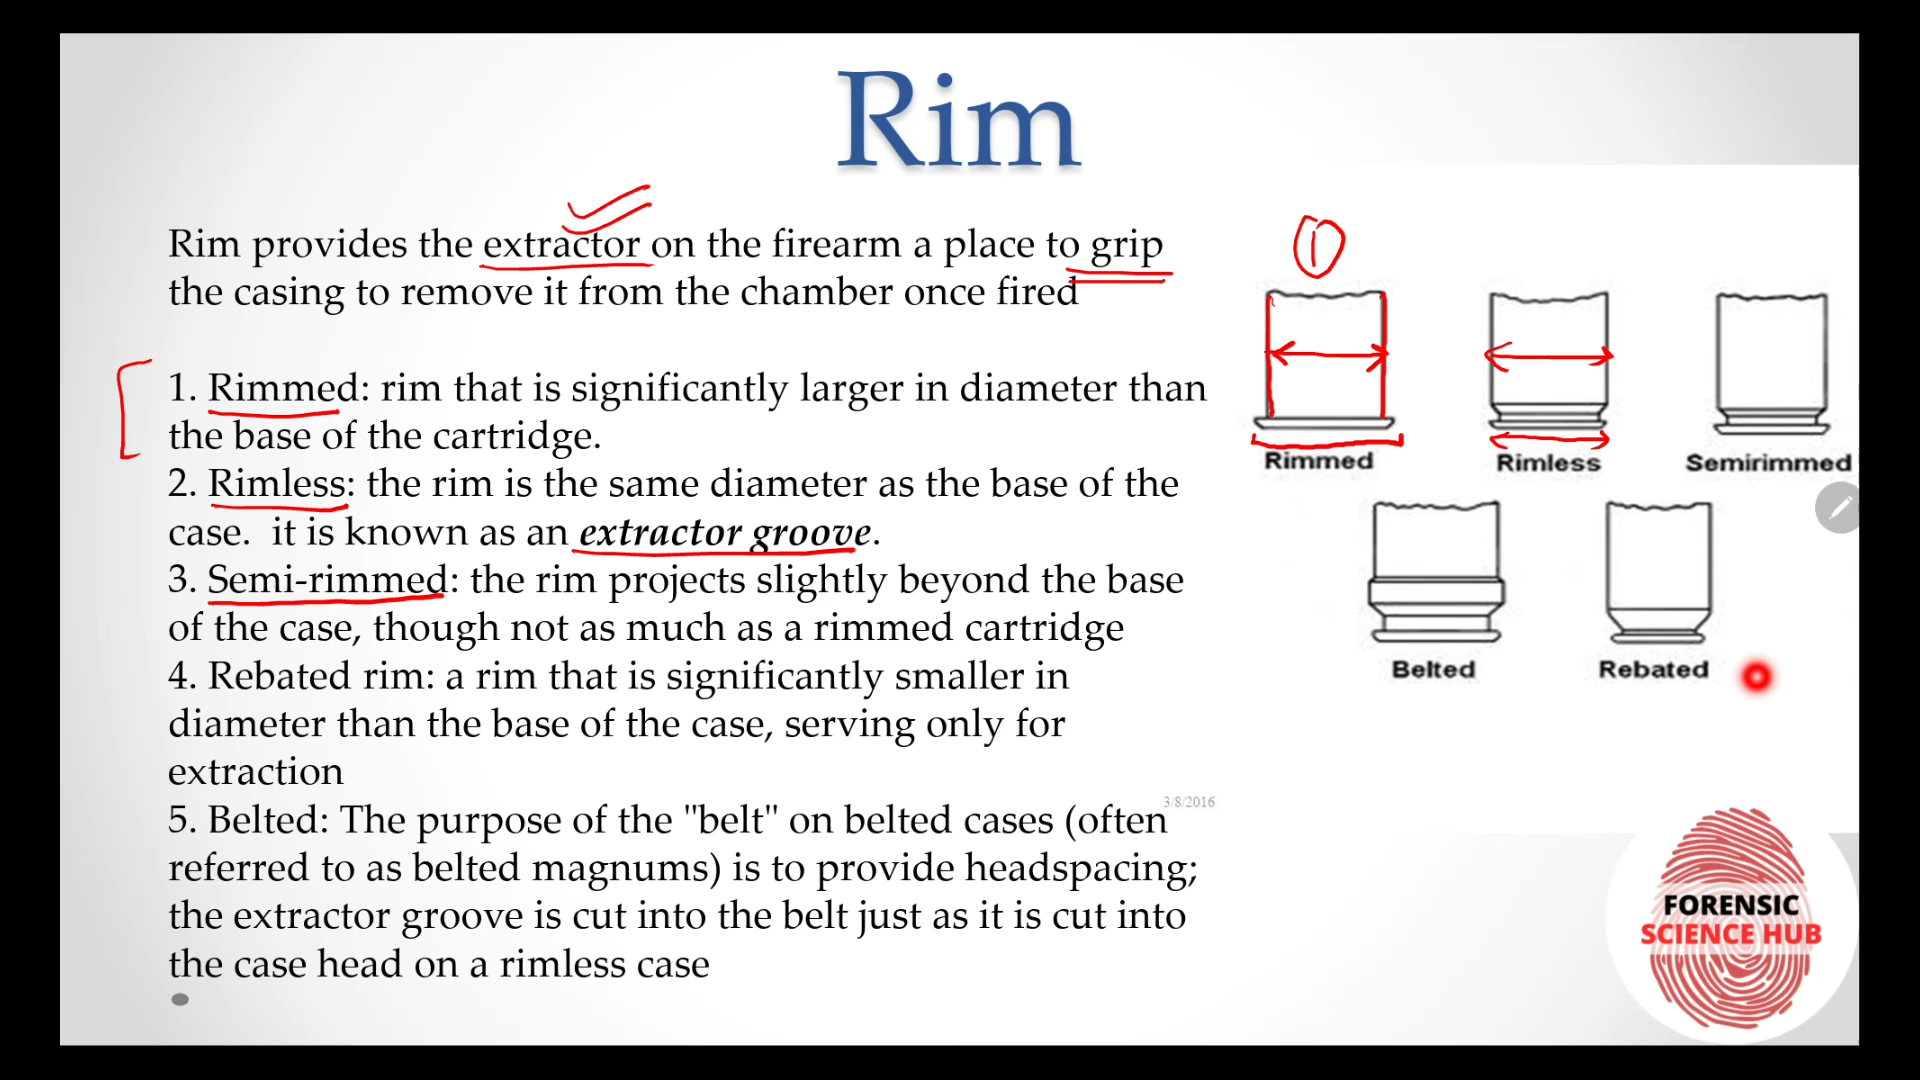 Rim
Rim provides the extractor on the firearm a place to grip
the casing to remove it from the chamber once fired
1. Rimmed: rim that is significantly larger in diameter than
the base of the cartridge.
2. Rimless: the rim is the same diameter as the base of the
case. it is known as an extractor groove.
3. Semi-rimmed: the rim projects slightly beyond the base
of the case, though not as much as a rimmed cartridge
4. Rebated rim: a rim that is significantly smaller in
diameter than the base of the case, serving only for
extraction
5. Belted: The purpose of the "belt" on belted cases (often
referred to as belted magnums) is to provide headspacing;
the extractor groove is cut into the belt just as it is cut into
the case head on a rimless case
1
Rimmed
Rimless
Semirimmed
Belted
Rebated
3/8/2016
FORENSIC
SCIENCE HUB